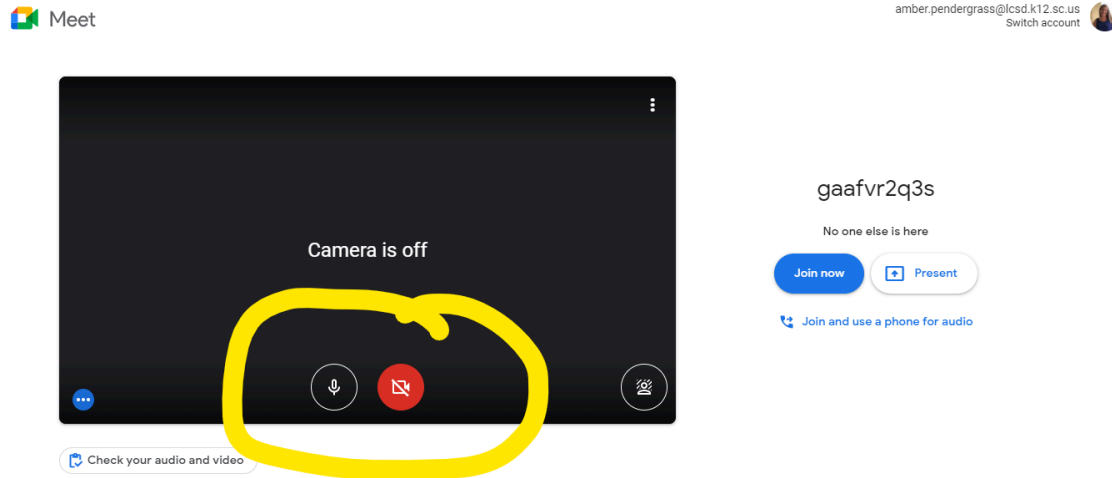 Meet
amber.pendergrass@lcsd.k12.sc.us
Switch account
Camera is off
gaafvr2q3s
No one else is here
Join now
Present
Join and use a phone for audio
Check your audio and video